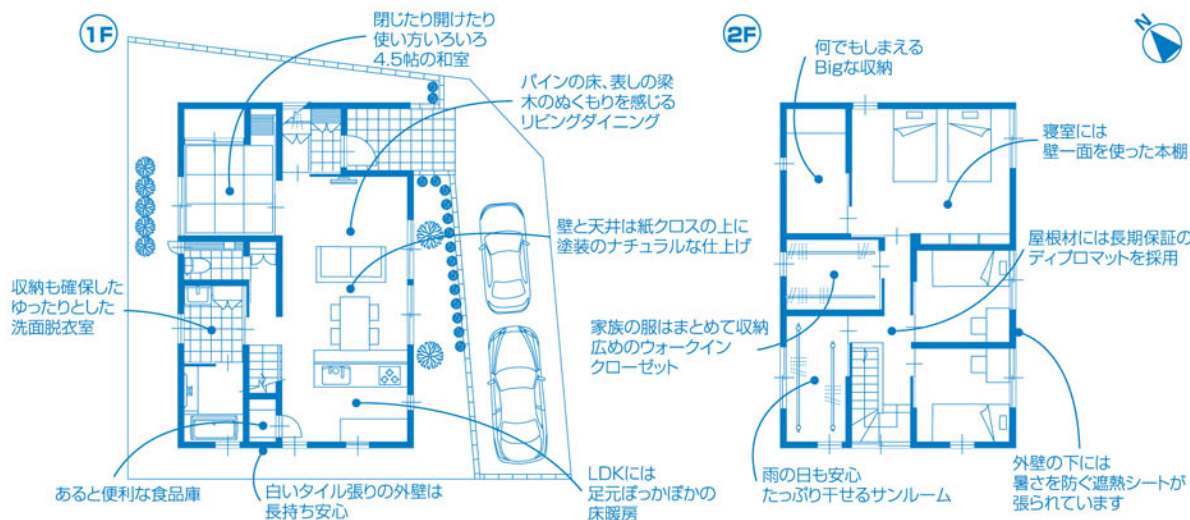 1F
閉じたり開けたり
使い方いろいろ
4.5帖の和室
パインの床、表しの梁
木のぬくもりを感じる
リビングダイニング
壁と天井は紙クロスの上に
塗装のナチュラルな仕上げ
収納も確保した
ゆったりとした
洗面脱衣室
あると便利な食品庫
白いタイル張りの外壁は
長持ち安心
LDKには
足元ぽっかぽかの
床暖房
2F
何でもしまえる
Bigな収納
寝室には
壁一面を使った本棚
屋根材には長期保証の
ディプロマットを採用
家族の服はまとめて収納
広めのウォークイン
クローゼット
雨の日も安心
たっぷり干せるサンルーム
外壁の下には
暑さを防ぐ遮熱シートが
張られています
N